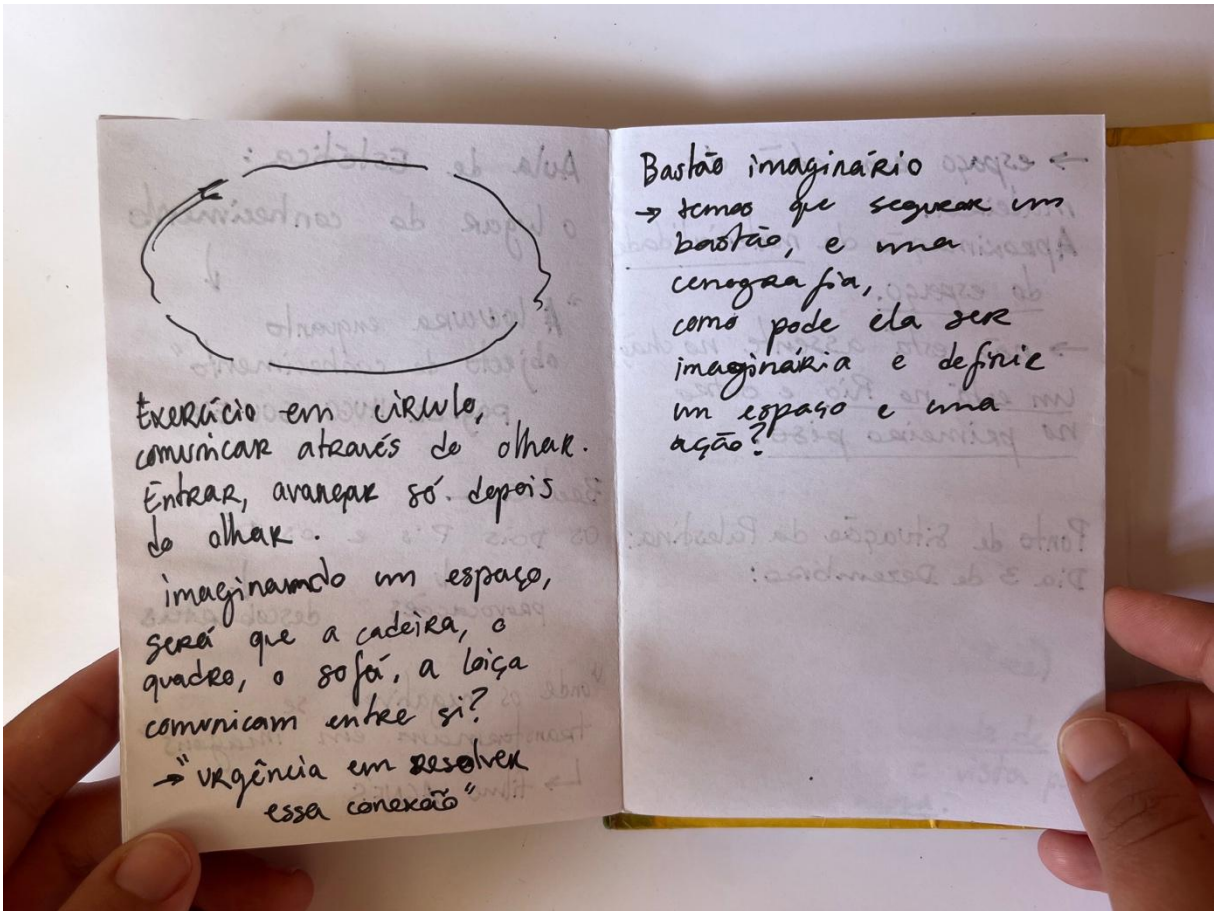 Exercício em círculo,
comunicar através do olhar.
Entrar, avançar só depois
do olhar.
imaginando um espaço,
será que a cadeira, o
quadro, o sofá, a loiça
comunicam entre si?
→ "urgência em resolver
essa conexão"
Bastão imaginário
→ temos que segurar um
bastão, e uma
cenografia,
como pode ela ser
imaginária e definir
um espaço e uma
ação?